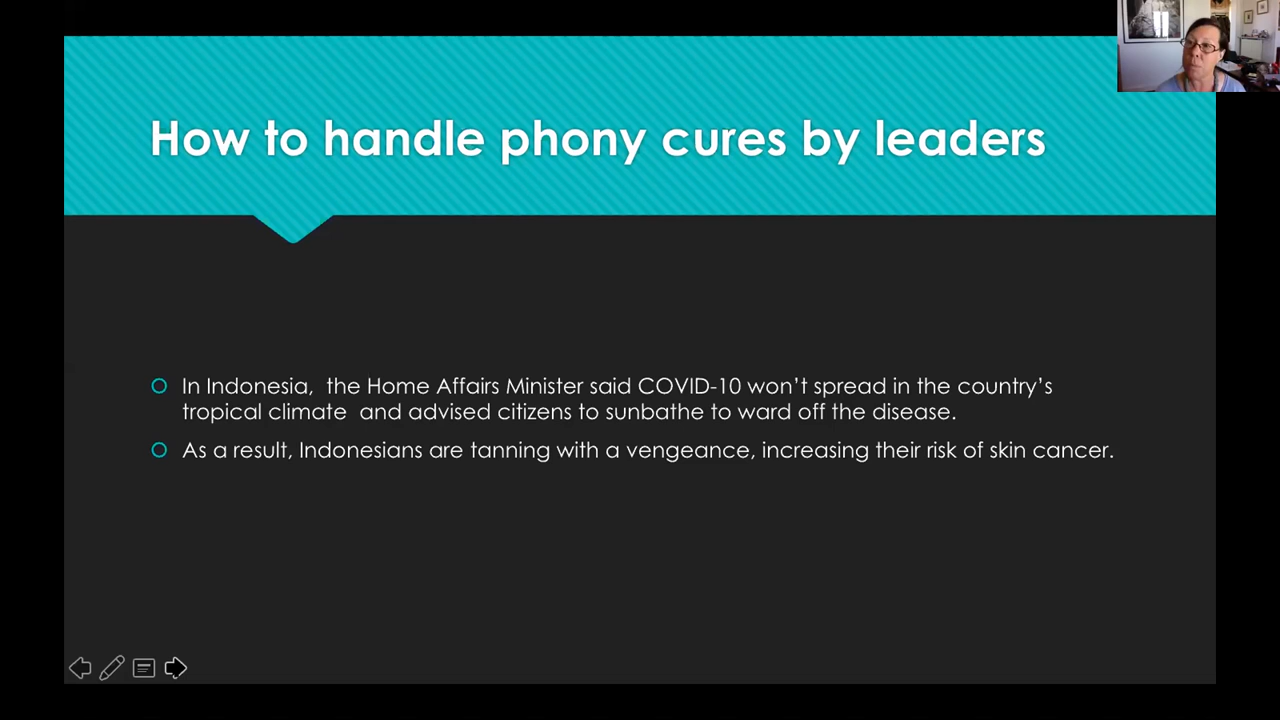 How to handle phony cures by leaders
In Indonesia,  the Home Affairs Minister said COVID-10 won’t spread in the country’s
tropical climate  and advised citizens to sunbathe to ward off the disease.
As a result, Indonesians are tanning with a vengeance, increasing their risk of skin cancer.